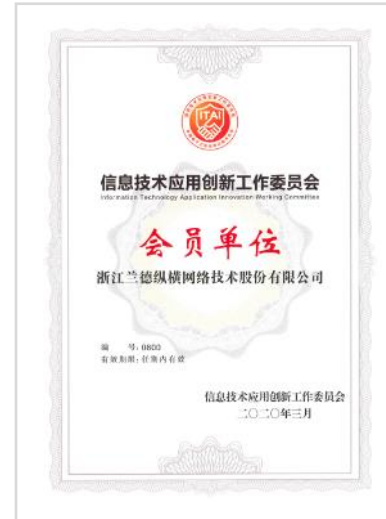 ITAI
信息技术应用创新工作委员会
Information Technology Application Innovation Working Committee
会员单位
浙江兰德纵横网络技术股份有限公司
编 号：0800
有效期限：任期内有效
信息技术应用创新工作委员会
二〇二〇年三月